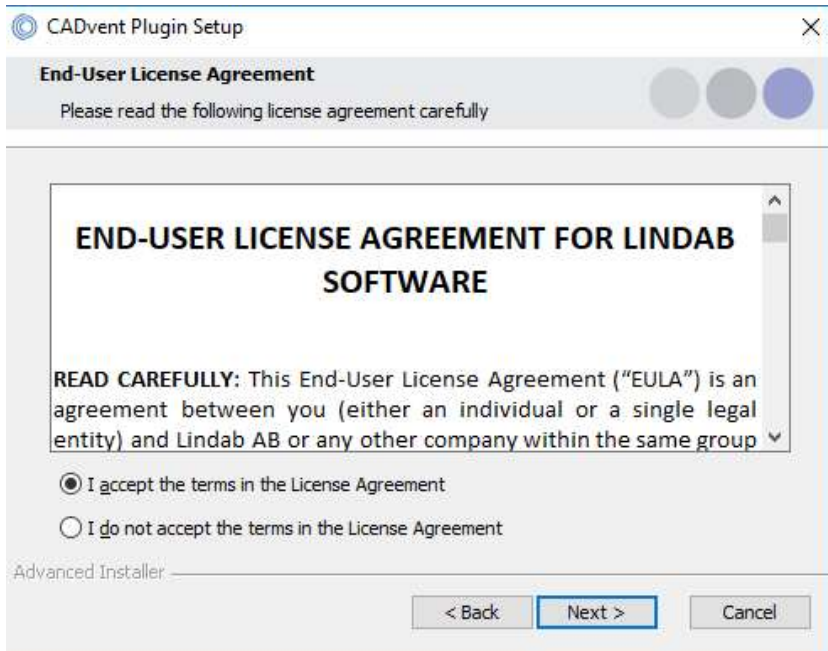 CADvent Plugin Setup
End-User License Agreement
Please read the following license agreement carefully
END-USER LICENSE AGREEMENT FOR LINDAB
SOFTWARE
READ CAREFULLY: This End-User License Agreement (“EULA”) is an
agreement between you (either an individual or a single legal
entity) and Lindab AB or any other company within the same group
I accept the terms in the License Agreement
I do not accept the terms in the License Agreement
Advanced Installer
< Back Next > Cancel